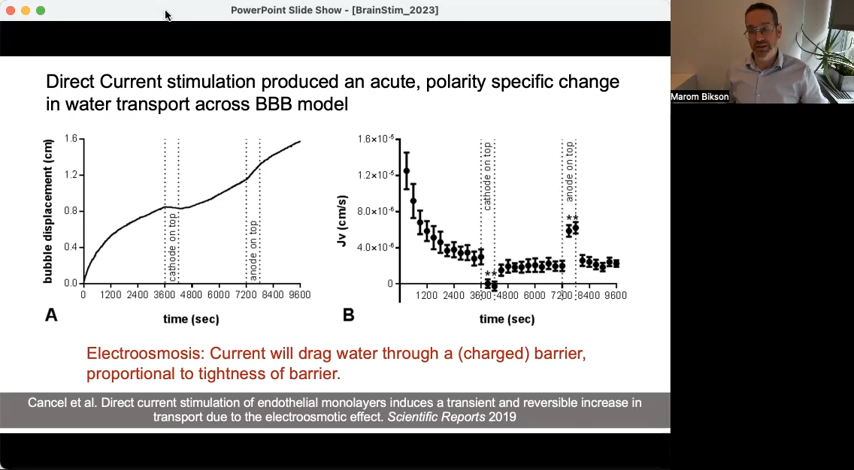 PowerPoint Slide Show - [BrainStim_2023]
Marom Bikson
Direct Current stimulation produced an acute, polarity specific change
in water transport across BBB model
bubble displacement (cm)
1.6
1.2
0.8
0.4
0.0
cathode on top
anode on top
0 1200 2400 3600 4800 6000 7200 8400 9600
time (sec)
A
Jv (cm/s)
1.6×10-5
1.2×10-5
8.0×10-6
4.0×10-6
0
cathode on top
anode on top
**
**
1200 2400 3600 4800 6000 7200 8400 9600
time (sec)
B
Electroosmosis: Current will drag water through a (charged) barrier,
proportional to tightness of barrier.
Cancel et al. Direct current stimulation of endothelial monolayers induces a transient and reversible increase in
transport due to the electroosmotic effect. Scientific Reports 2019